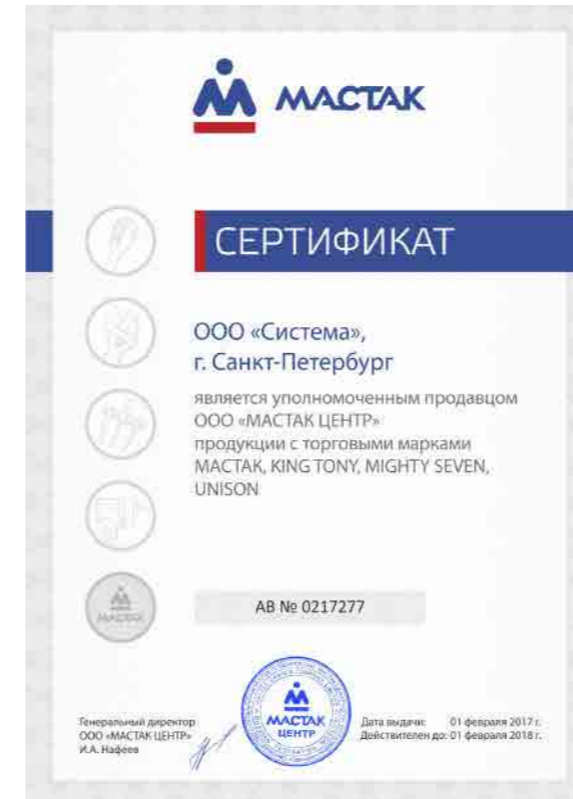 МАСТАК
СЕРТИФИКАТ
ООО «Система»,
г. Санкт-Петербург
является уполномоченным продавцом
ООО «МАСТАК ЦЕНТР»
продукции с торговыми марками
МАСТАК, KING TONY, MIGHTY SEVEN,
UNISON
МАСТАК
АВ № 0217277
Генеральный директор
ООО «МАСТАК ЦЕНТР»
И.А. Нафеев
МАСТАК
ЦЕНТР
Дата выдачи: 01 февраля 2017 г.
Действителен до: 01 февраля 2018 г.